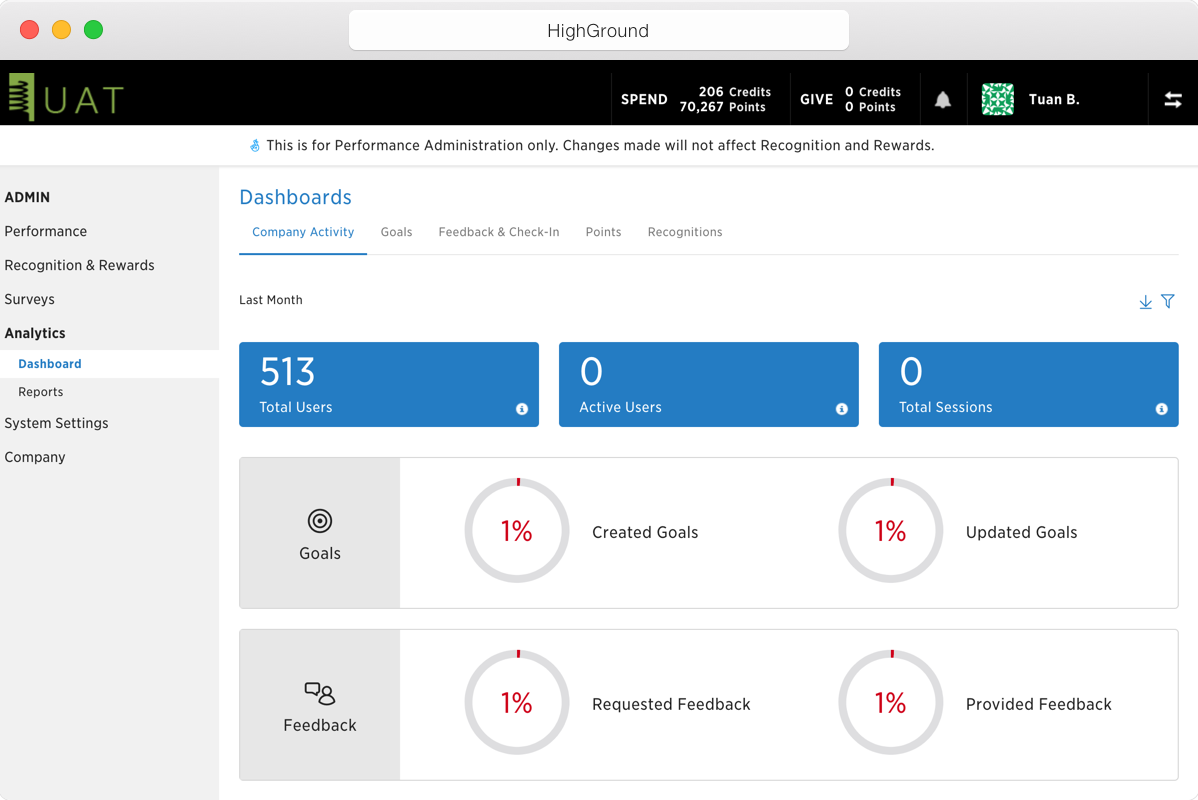 HighGround
UAT
SPEND 206 Credits
70,267 Points
GIVE 0 Credits
0 Points
Tuan B.
This is for Performance Administration only. Changes made will not affect Recognition and Rewards.
ADMIN
Performance
Recognition & Rewards
Surveys
Analytics
Dashboard
Reports
System Settings
Company
Dashboards
Company Activity Goals Feedback & Check-In Points Recognitions
Last Month
513
Total Users
0
Active Users
0
Total Sessions
Goals
1% Created Goals
1% Updated Goals
Feedback
1% Requested Feedback
1% Provided Feedback